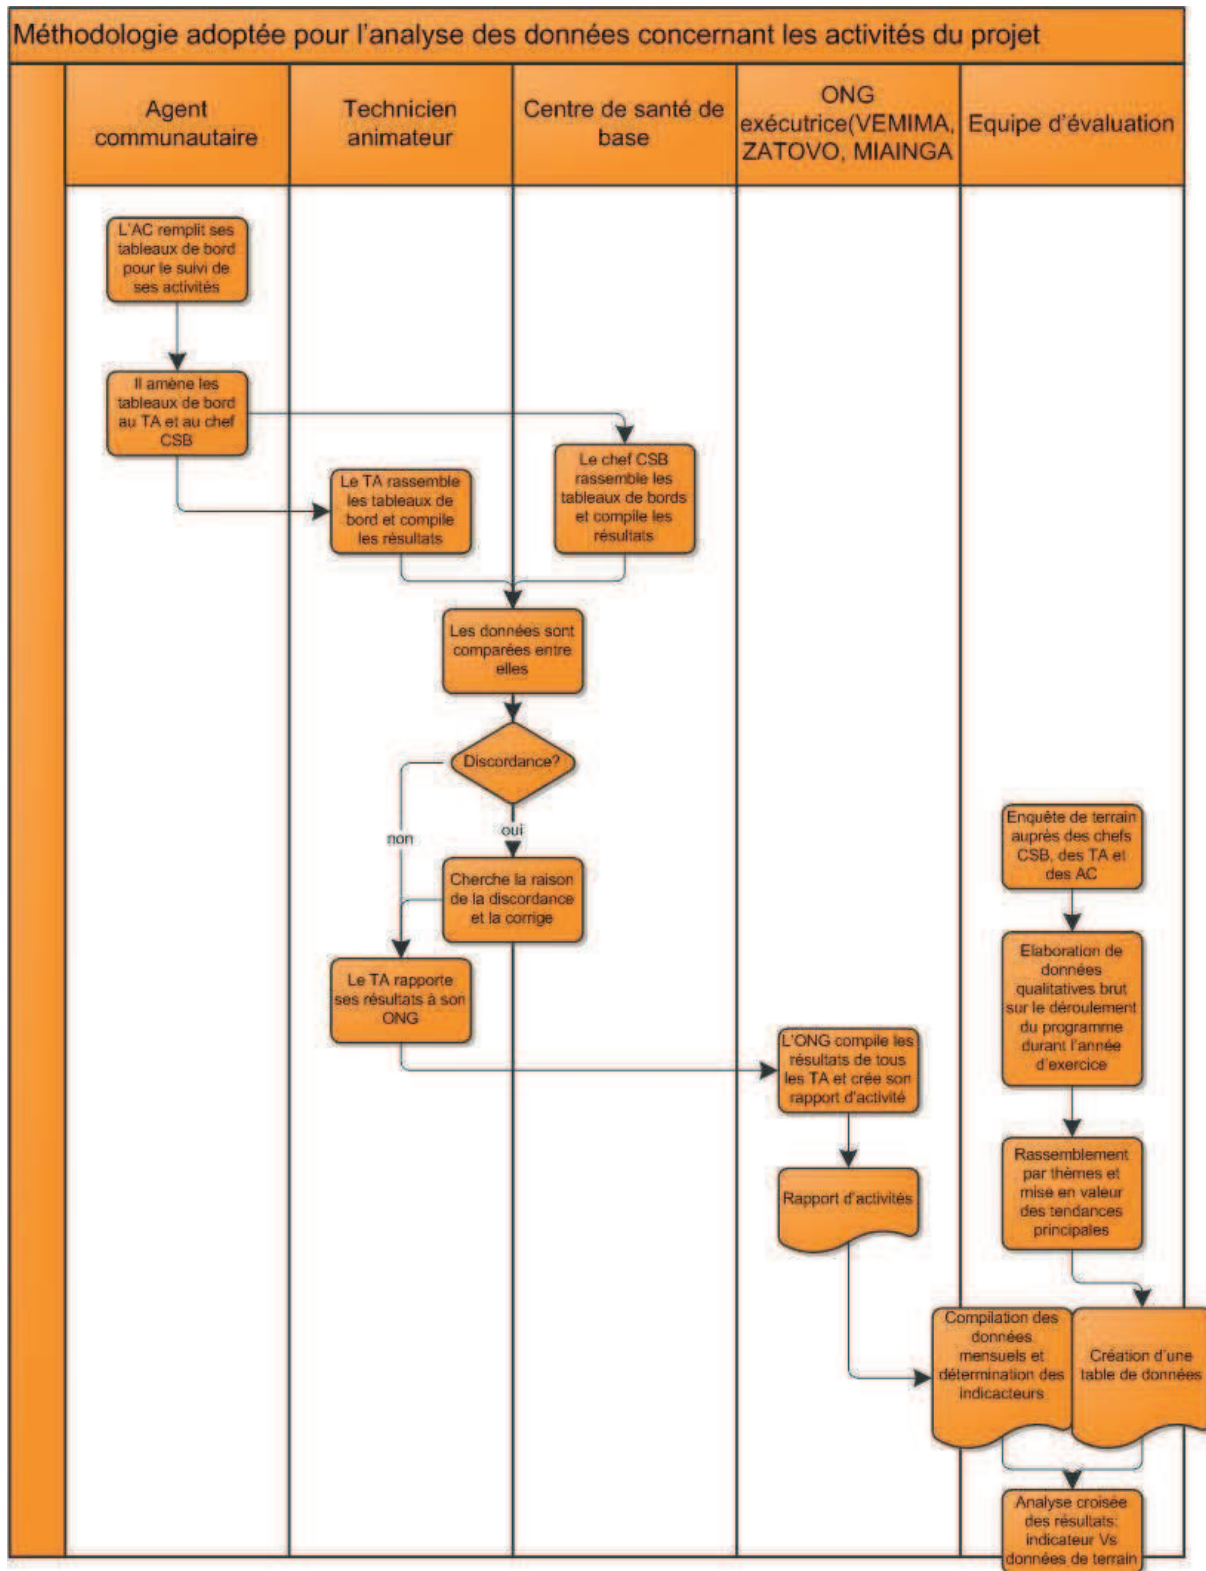 Méthodologie adoptée pour l'analyse des données concernant les activités du projet
Agent
communautaire
Technicien
animateur
Centre de santé de
base
ONG
exécutrice(VEMIMA,
ZATOVO, MIAINGA
Equipe d'évaluation
L'AC remplit ses
tableaux de bord
pour le suivi de
ses activités
Il amène les
tableaux de bord
au TA et au chef
CSB
Le TA rassemble
les tableaux de
bord et compile
les résultats
Le chef CSB
rassemble les
tableaux de bords
et compile les
résultats
Les données sont
comparées entre
elles
Discordance?
non
oui
Cherche la raison
de la discordance
et la corrige
Le TA rapporte
ses résultats à son
ONG
L'ONG compile les
résultats de tous
les TA et crée son
rapport d'activité
Rapport d'activités
Enquête de terrain
auprès des chefs
CSB, des TA et
des AC
Elaboration de
données
qualitatives brut
sur le déroulement
du programme
durant l'année
d'exercice
Rassemblement
par thèmes et
mise en valeur
des tendances
principales
Compilation des
données
mensuels et
détermination des
indicacteurs
Création d'une
table de données
Analyse croisée
des résultats:
indicateur Vs
données de terrain